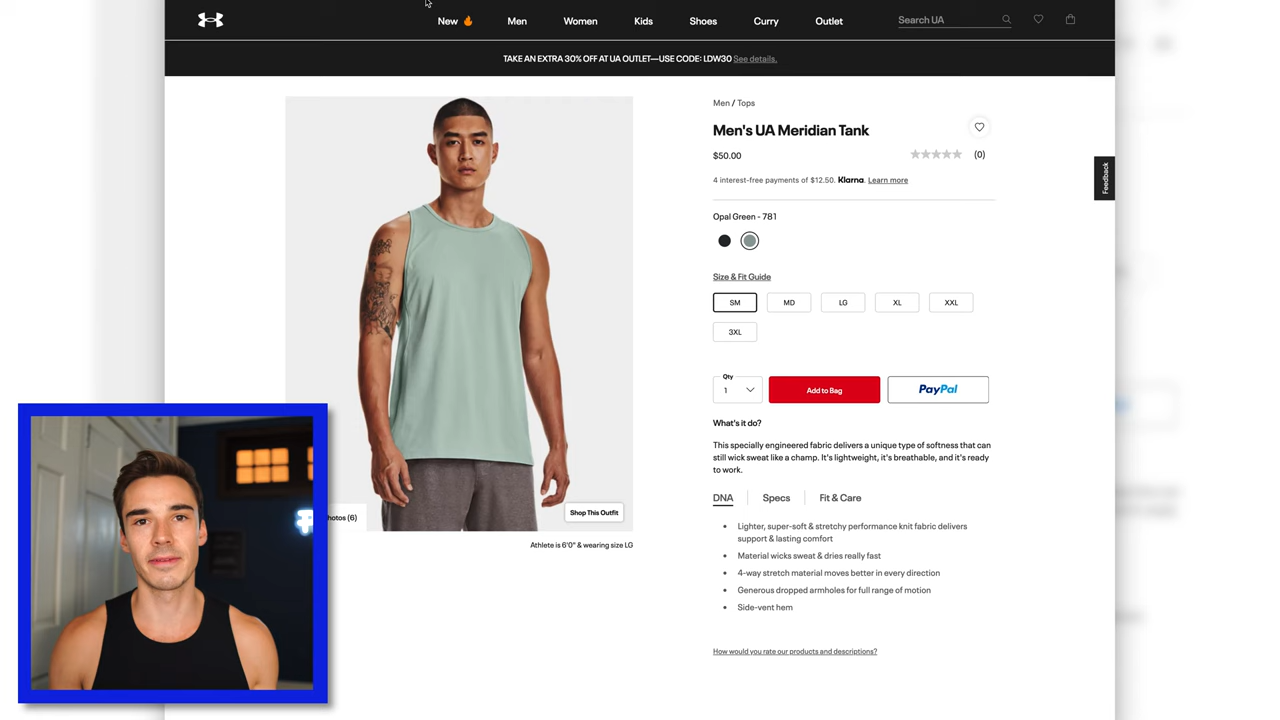 New 🔥 Men Women Kids Shoes Curry Outlet Search UA
TAKE AN EXTRA 30% OFF AT UA OUTLET—USE CODE: LDW30 See details.
Men / Tops
Men's UA Meridian Tank
$50.00
(0)
4 interest-free payments of $12.50. Klarna. Learn more
Feedback
Opal Green - 781
Size & Fit Guide
SM MD LG XL XXL
3XL
Qty
1
Add to Bag
PayPal
What's it do?
This specially engineered fabric delivers a unique type of softness that can
still wick sweat like a champ. It's lightweight, it's breathable, and it's ready
to work.
DNA Specs Fit & Care
Lighter, super-soft & stretchy performance knit fabric delivers
support & lasting comfort
Material wicks sweat & dries really fast
4-way stretch material moves better in every direction
Generous dropped armholes for full range of motion
Side-vent hem
How would you rate our products and descriptions?
hotos (6)
Shop This Outfit
Athlete is 6'0" & wearing size LG